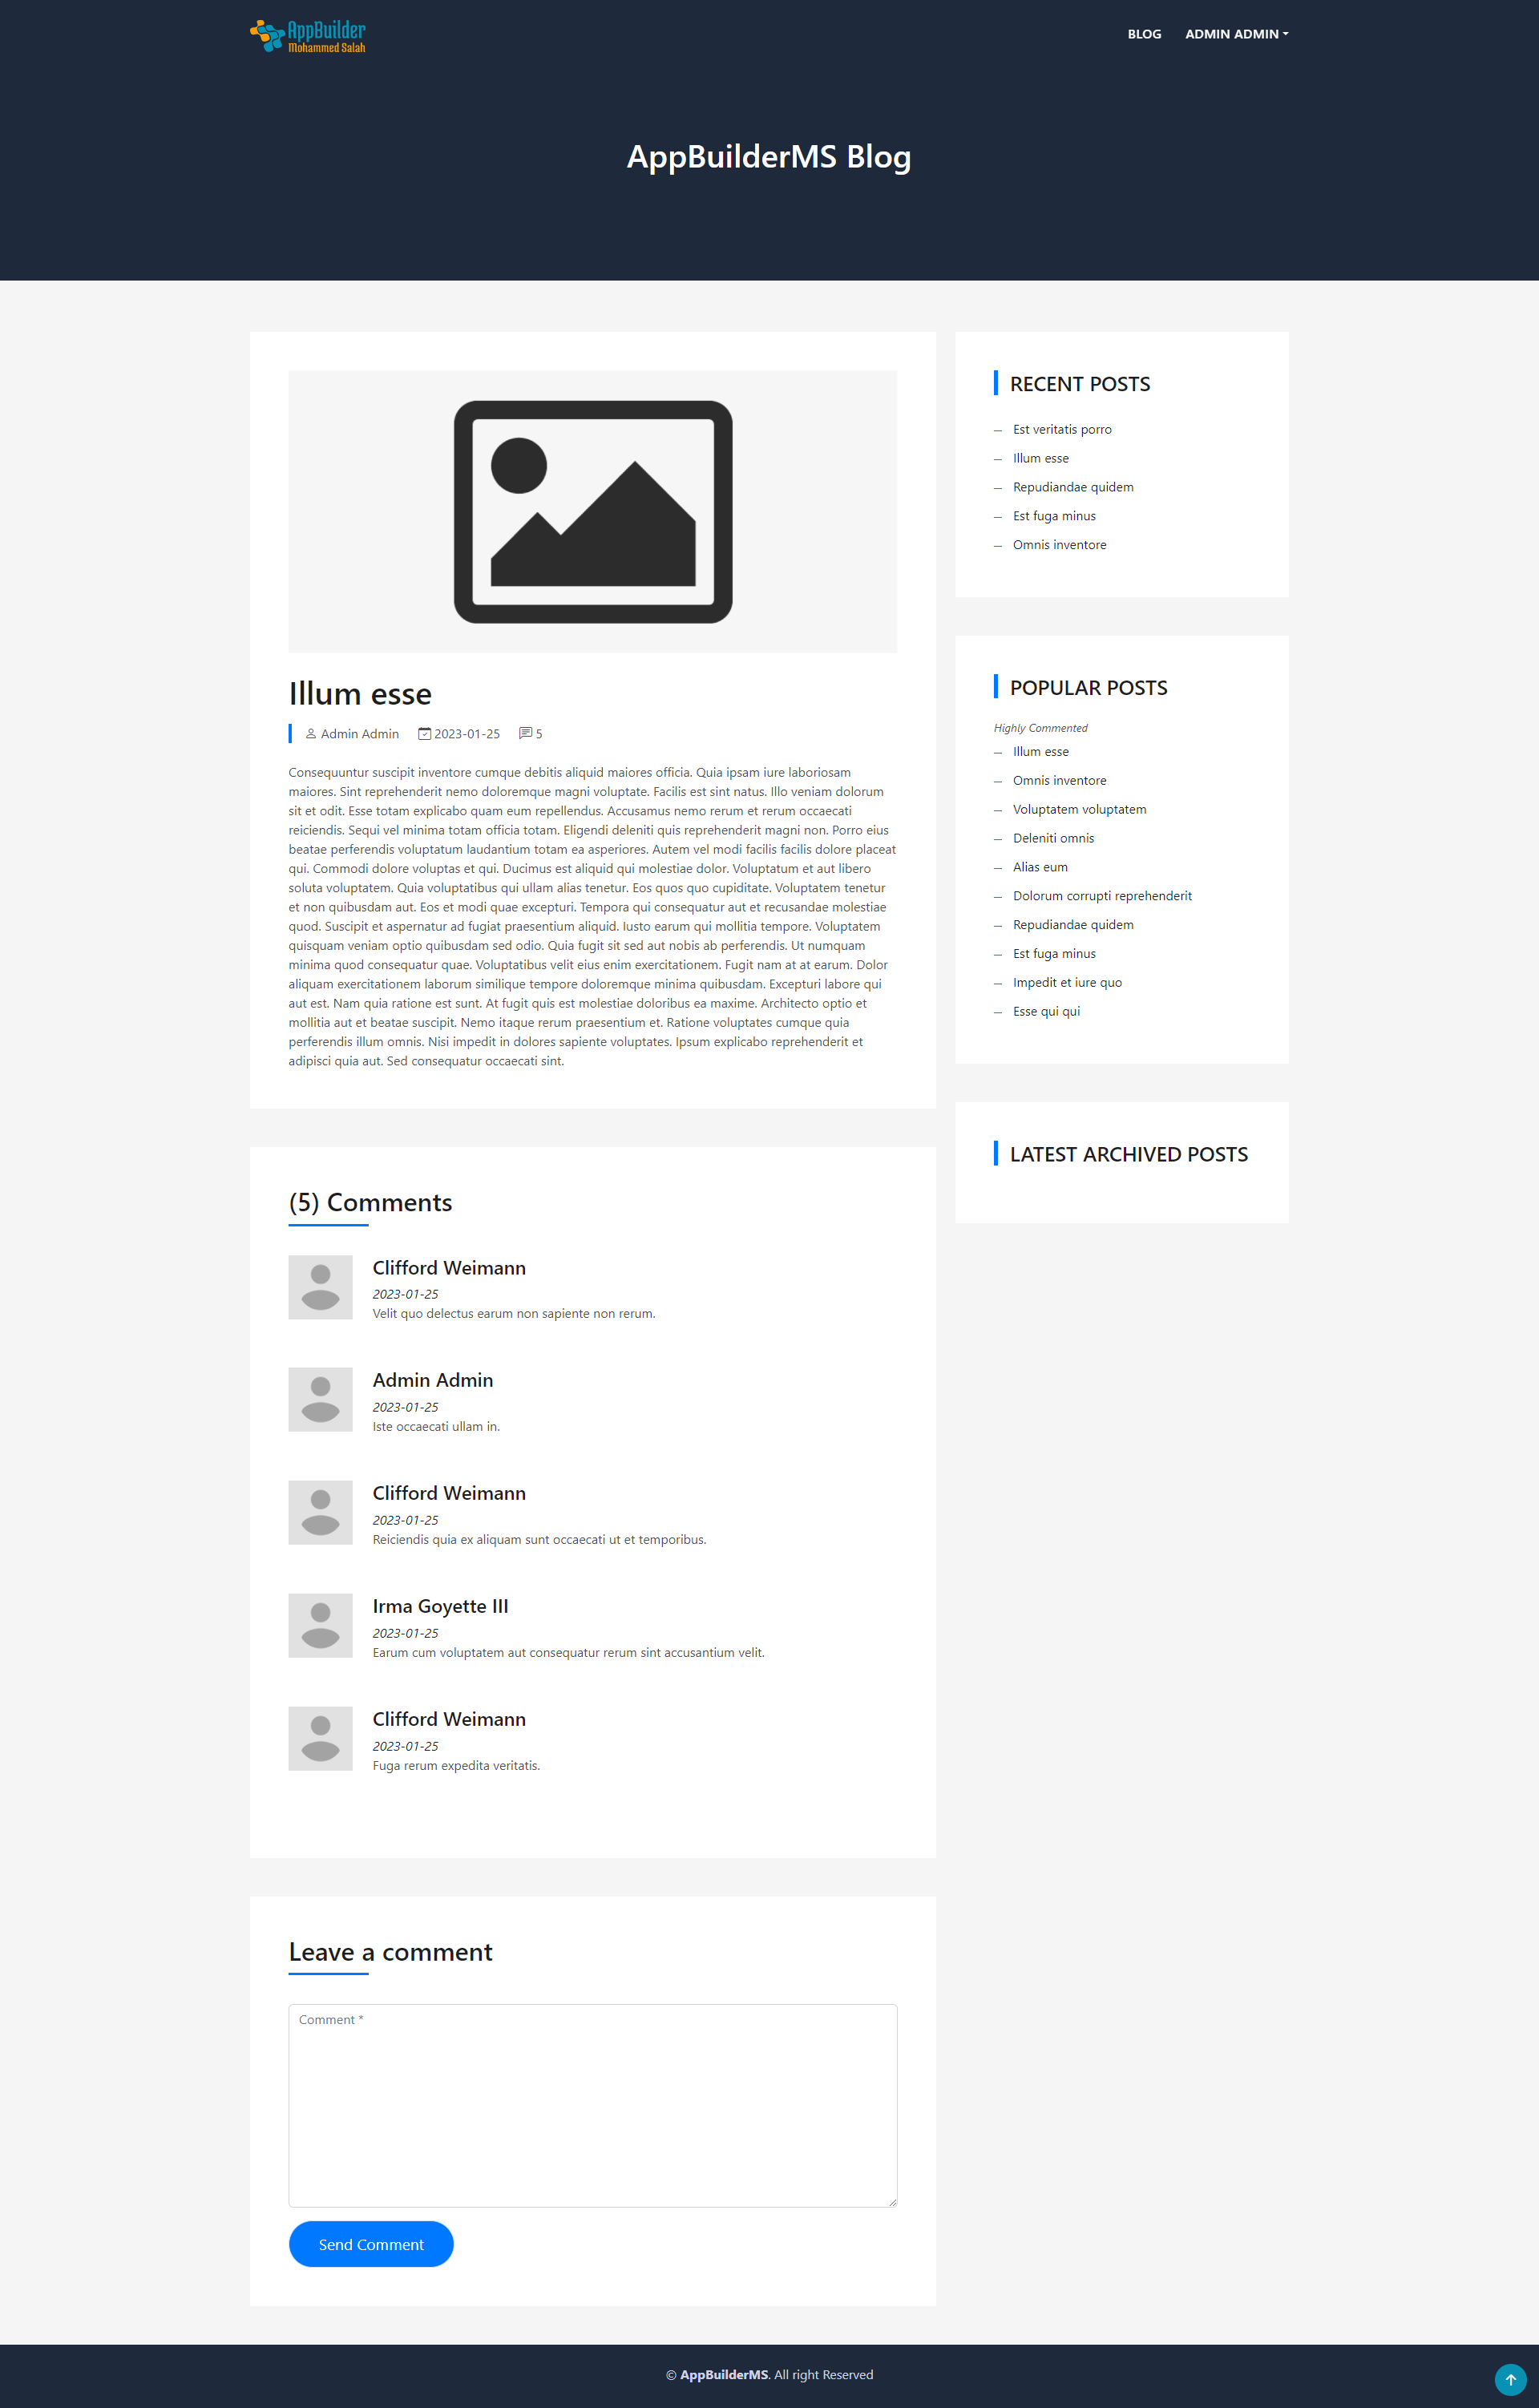 AppBuilder
Mohammed Salah
BLOG
ADMIN ADMIN
AppBuilderMS Blog
Illum esse
Admin Admin 2023-01-25 5
Consequuntur suscipit inventore cumque debitis aliquid maiores officia. Quia ipsam iure laboriosam
maiores. Sint reprehenderit nemo doloremque magni voluptate. Facilis est sint natus. Illo veniam dolorum
sit et odit. Esse totam explicabo quam eum repellendus. Accusamus nemo rerum et rerum occaecati
reiciendis. Sequi vel minima totam officia totam. Eligendi deleniti quis reprehenderit magni non. Porro eius
beatae perferendis voluptatum laudantium totam ea asperiores. Autem vel modi facilis facilis dolore placeat
qui. Commodi dolore voluptas et qui. Ducimus est aliquid qui molestiae dolor. Voluptatum et aut libero
soluta voluptatem. Quia voluptatibus qui ullam alias tenetur. Eos quos quo cupiditate. Voluptatem tenetur
et non quibusdam aut. Eos et modi quae excepturi. Tempora qui consequatur aut et recusandae molestiae
quod. Suscipit et aspernatur ad fugiat praesentium aliquid. Iusto earum qui mollitia tempore. Voluptatem
quisquam veniam optio quibusdam sed odio. Quia fugit sit sed aut nobis ab perferendis. Ut numquam
minima quod consequatur quae. Voluptatibus velit eius enim exercitationem. Fugit nam at at earum. Dolor
aliquam exercitationem laborum similique tempore doloremque minima quibusdam. Excepturi labore qui
aut est. Nam quia ratione est sunt. At fugit quis est molestiae doloribus ea maxime. Architecto optio et
mollitia aut et beatae suscipit. Nemo itaque rerum praesentium et. Ratione voluptates cumque quia
perferendis illum omnis. Nisi impedit in dolores sapiente voluptates. Ipsum explicabo reprehenderit et
adipisci quia aut. Sed consequatur occaecati sint.
(5) Comments
Clifford Weimann
2023-01-25
Velit quo delectus earum non sapiente non rerum.
Admin Admin
2023-01-25
Iste occaecati ullam in.
Clifford Weimann
2023-01-25
Reiciendis quia ex aliquam sunt occaecati ut et temporibus.
Irma Goyette III
2023-01-25
Earum cum voluptatem aut consequatur rerum sint accusantium velit.
Clifford Weimann
2023-01-25
Fuga rerum expedita veritatis.
Leave a comment
Comment *
Send Comment
RECENT POSTS
Est veritatis porro
Illum esse
Repudiandae quidem
Est fuga minus
Omnis inventore
POPULAR POSTS
Highly Commented
Illum esse
Omnis inventore
Voluptatem voluptatem
Deleniti omnis
Alias eum
Dolorum corrupti reprehenderit
Repudiandae quidem
Est fuga minus
Impedit et iure quo
Esse qui qui
LATEST ARCHIVED POSTS
© AppBuilderMS. All right Reserved